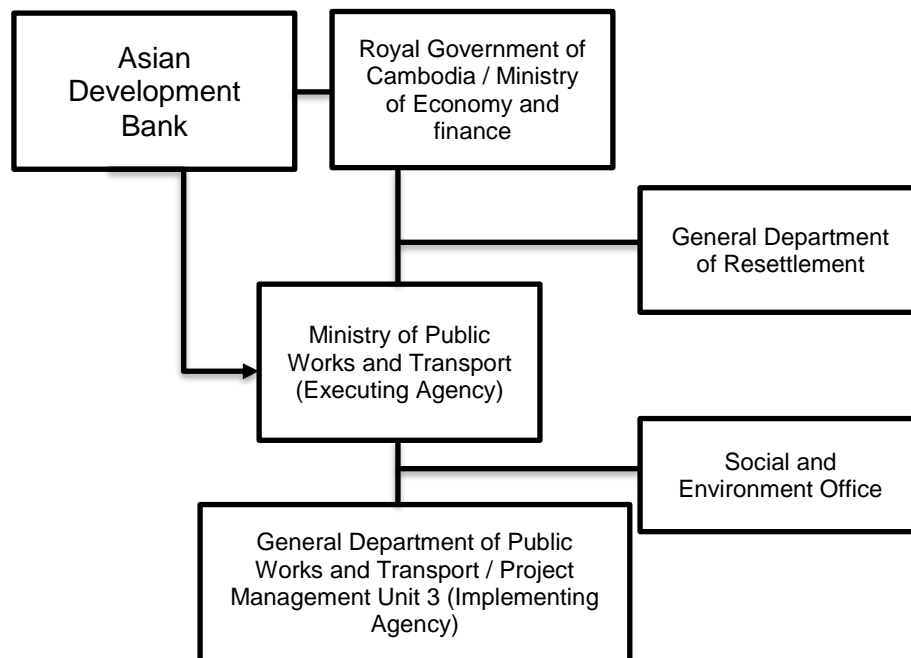 Asian
Development
Bank
Royal Government of
Cambodia / Ministry
of Economy and
finance
General Department
of Resettlement
Ministry of Public
Works and Transport
(Executing Agency)
Social and
Environment Office
General Department of Public
Works and Transport / Project
Management Unit 3 (Implementing
Agency)